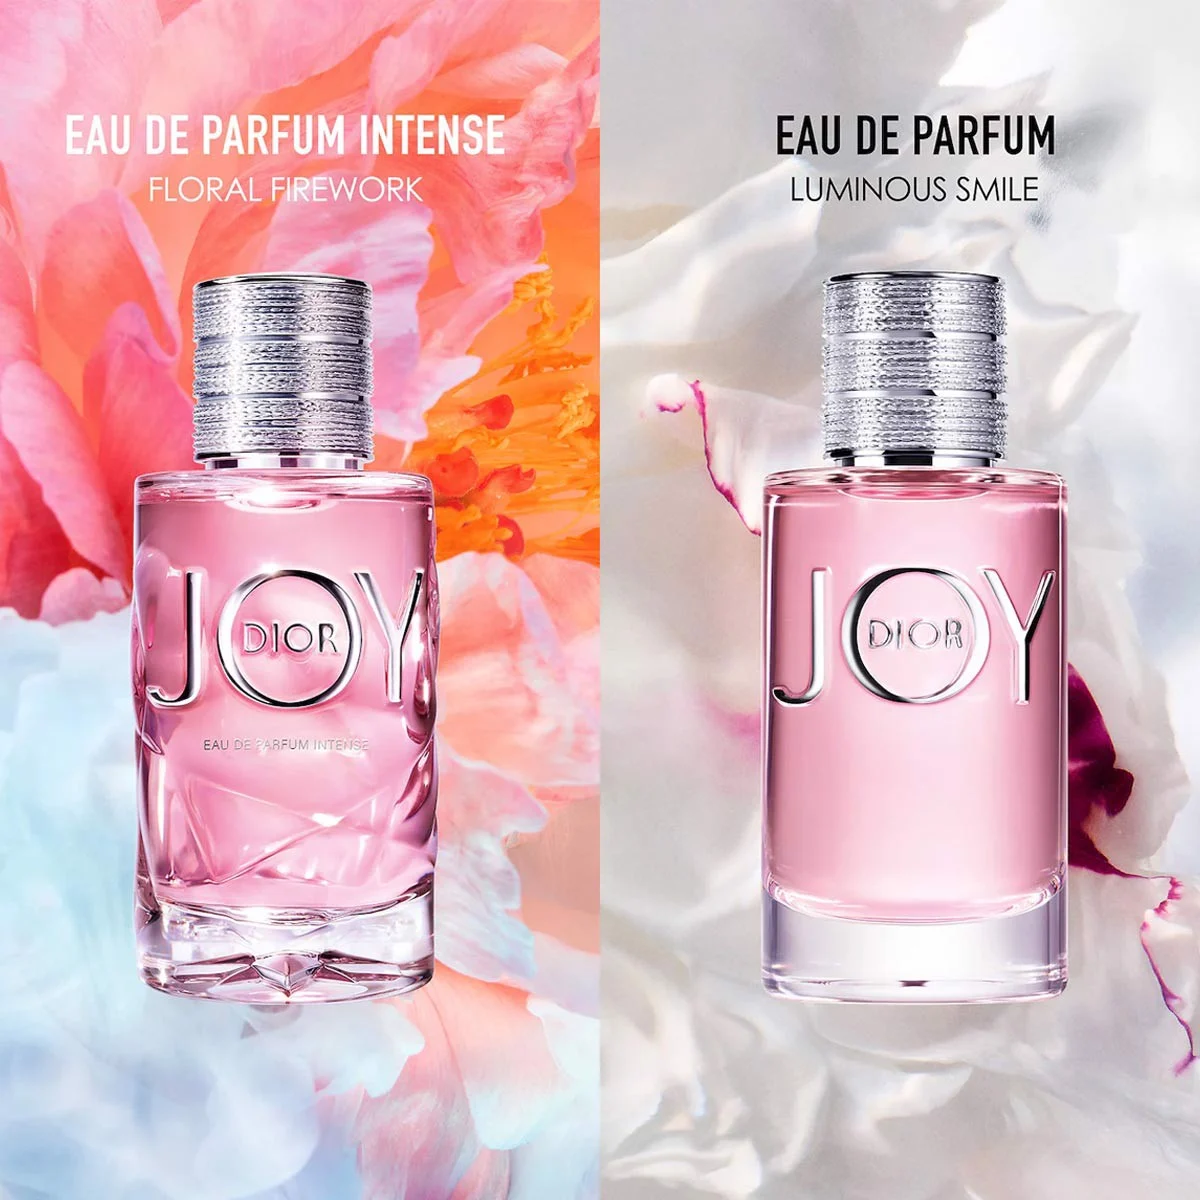 EAU DE PARFUM INTENSE
FLORAL FIREWORK
JOY
DIOR
EAU DE PARFUM INTENSE
EAU DE PARFUM
LUMINOUS SMILE
JOY
DIOR